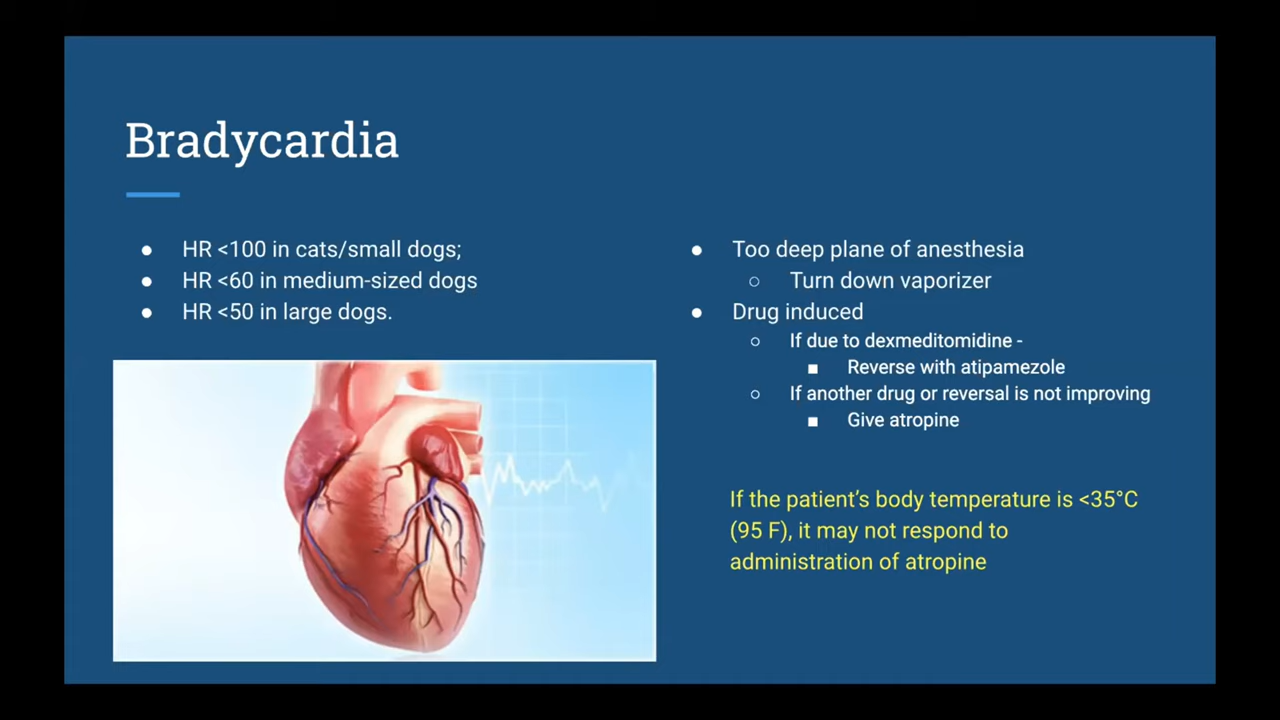 Bradycardia
● HR <100 in cats/small dogs;
● HR <60 in medium-sized dogs
● HR <50 in large dogs.
● Too deep plane of anesthesia
○ Turn down vaporizer
● Drug induced
○ If due to dexmeditomidine -
■ Reverse with atipamezole
○ If another drug or reversal is not improving
■ Give atropine
If the patient’s body temperature is <35°C
(95 F), it may not respond to
administration of atropine